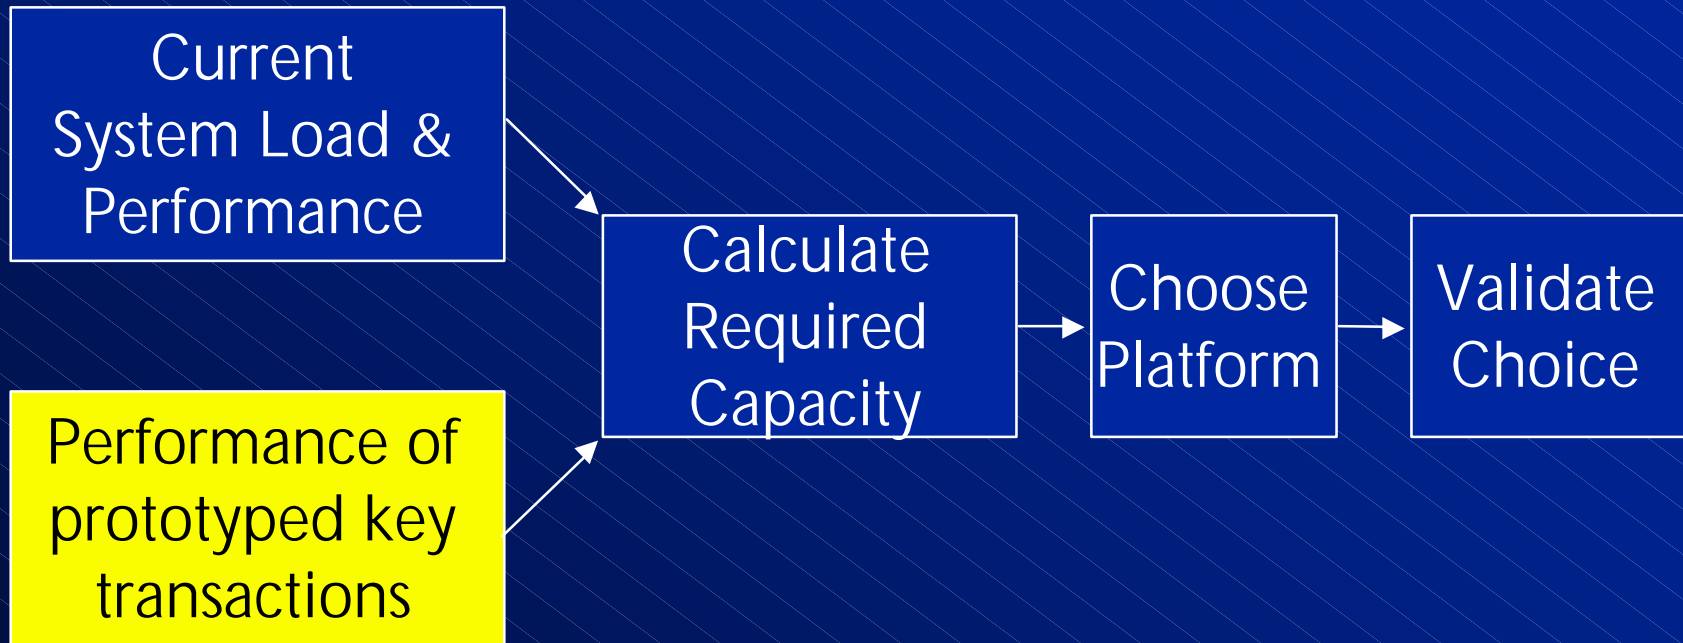 Current
System Load &
Performance
Performance of
prototyped key
transactions
Calculate
Required
Capacity
Choose
Platform
Validate
Choice